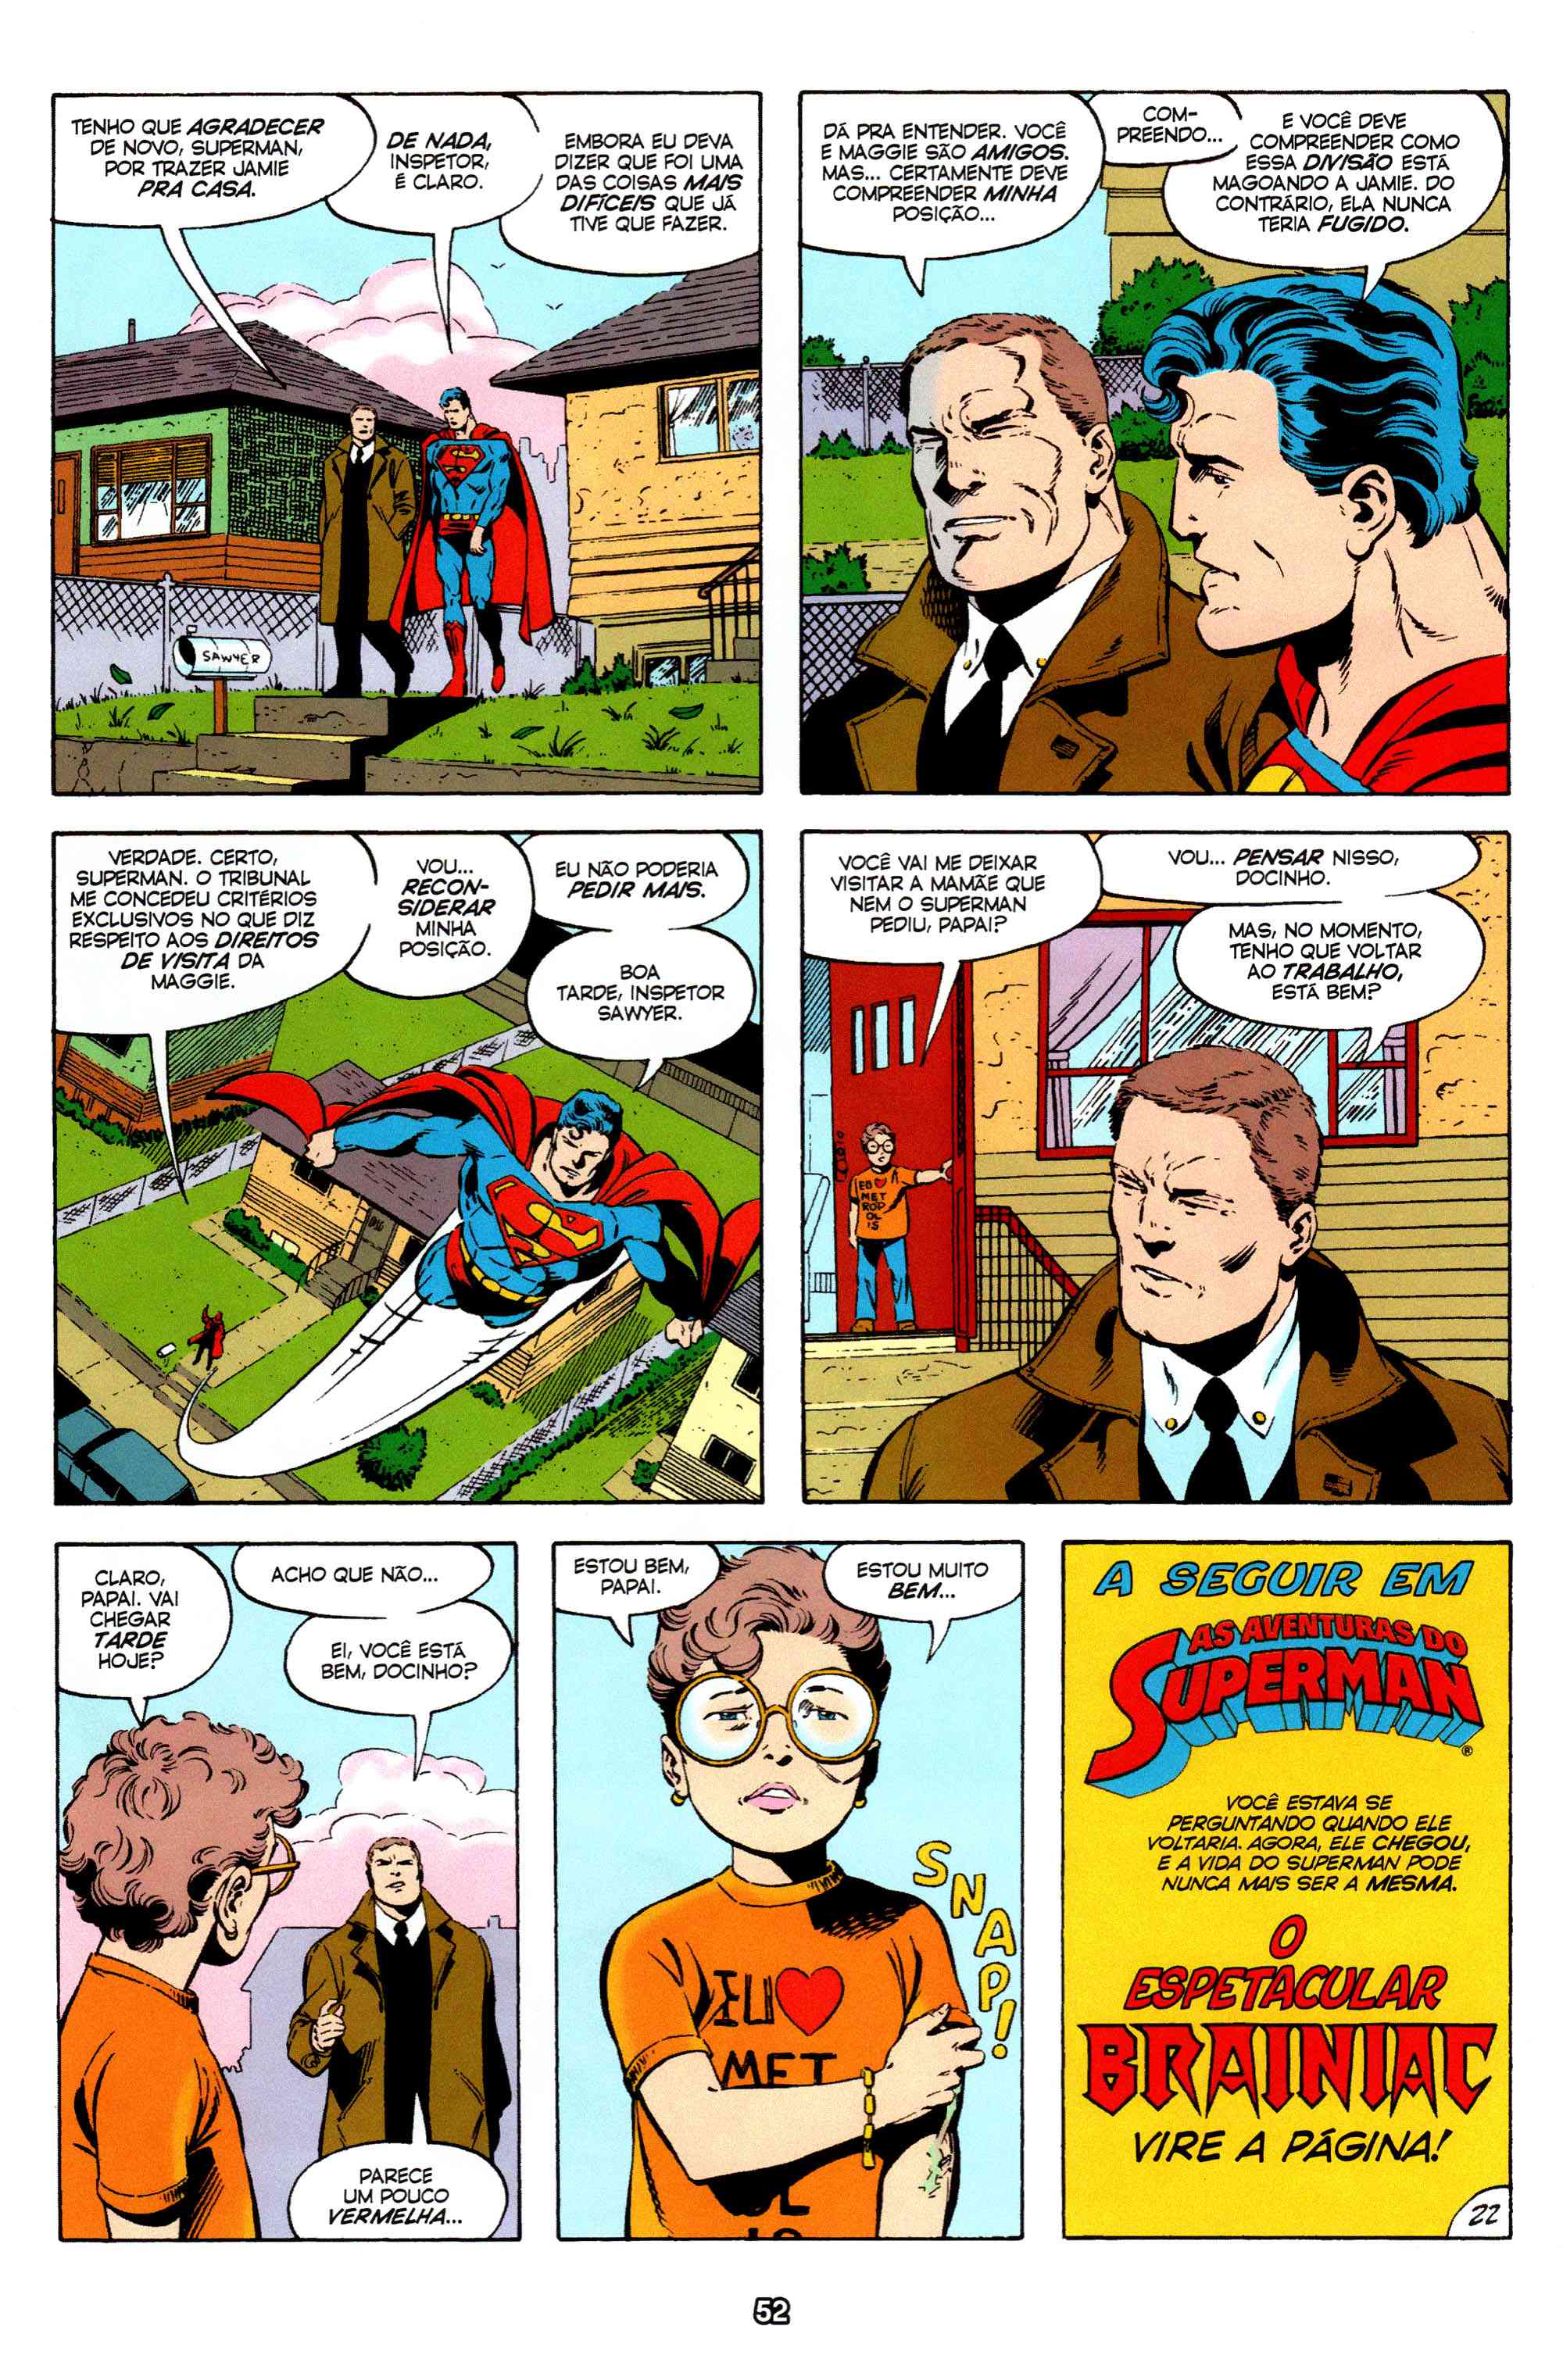 TENHO QUE AGRADECER
DE NOVO, SUPERMAN,
POR TRAZER JAMIE
PRA CASA.
DE NADA,
INSPETOR,
É CLARO.
EMBORA EU DEVA
DIZER QUE FOI UMA
DAS COISAS MAIS
DIFÍCEIS QUE JÁ
TIVE QUE FAZER.
SAWYER
DÁ PRA ENTENDER. VOCÊ
E MAGGIE SÃO AMIGOS.
MAS... CERTAMENTE DEVE
COMPREENDER MINHA
POSIÇÃO...
COM-
PREENDO...
E VOCÊ DEVE
COMPREENDER COMO
ESSA DIVISÃO ESTÁ
MAGOANDO A JAMIE. DO
CONTRÁRIO, ELA NUNCA
TERIA FUGIDO.
VERDADE. CERTO,
SUPERMAN. O TRIBUNAL
ME CONCEDEU CRITÉRIOS
EXCLUSIVOS NO QUE DIZ
RESPEITO AOS DIREITOS
DE VISITA DA
MAGGIE.
VOU...
RECON-
SIDERAR
MINHA
POSIÇÃO.
EU NÃO PODERIA
PEDIR MAIS.
BOA
TARDE, INSPETOR
SAWYER.
VOCÊ VAI ME DEIXAR
VISITAR A MAMÃE QUE
NEM O SUPERMAN
PEDIU, PAPAI?
VOU... PENSAR NISSO,
DOCINHO.
MAS, NO MOMENTO,
TENHO QUE VOLTAR
AO TRABALHO,
ESTÁ BEM?
EU
MET
ROP
OL
IS
CLARO,
PAPAI. VAI
CHEGAR
TARDE
HOJE?
ACHO QUE NÃO...
EI, VOCÊ ESTÁ
BEM, DOCINHO?
PARECE
UM POUCO
VERMELHA...
ESTOU BEM,
PAPAI.
ESTOU MUITO
BEM...
SNAP!
EU
MET
OL
IS
A SEGUIR EM
AS AVENTURAS DO
SUPERMAN
®
VOCÊ ESTAVA SE
PERGUNTANDO QUANDO ELE
VOLTARIA. AGORA, ELE CHEGOU,
E A VIDA DO SUPERMAN PODE
NUNCA MAIS SER A MESMA.
O
ESPETACULAR
BRAINIAC
VIRE A PÁGINA!
22
52